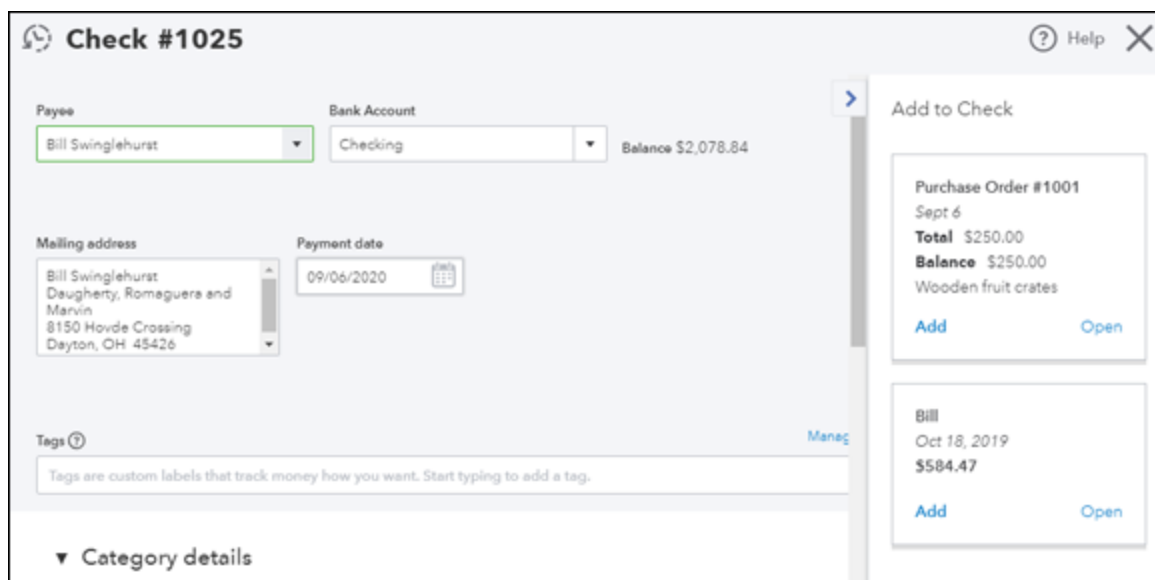 Check #1025
Help
Payee
Bank Account
Bill Swinglehurst
Checking
Balance $2,078.84
Mailing address
Payment date
Bill Swinglehurst
Daugherty, Romaguera and
Marvin
8150 Hovde Crossing
Dayton, OH 45426
09/06/2020
Tags
Manag
Tags are custom labels that track money how you want. Start typing to add a tag.
Category details
Add to Check
Purchase Order #1001
Sept 6
Total $250.00
Balance $250.00
Wooden fruit crates
Add Open
Bill
Oct 18, 2019
$584.47
Add Open